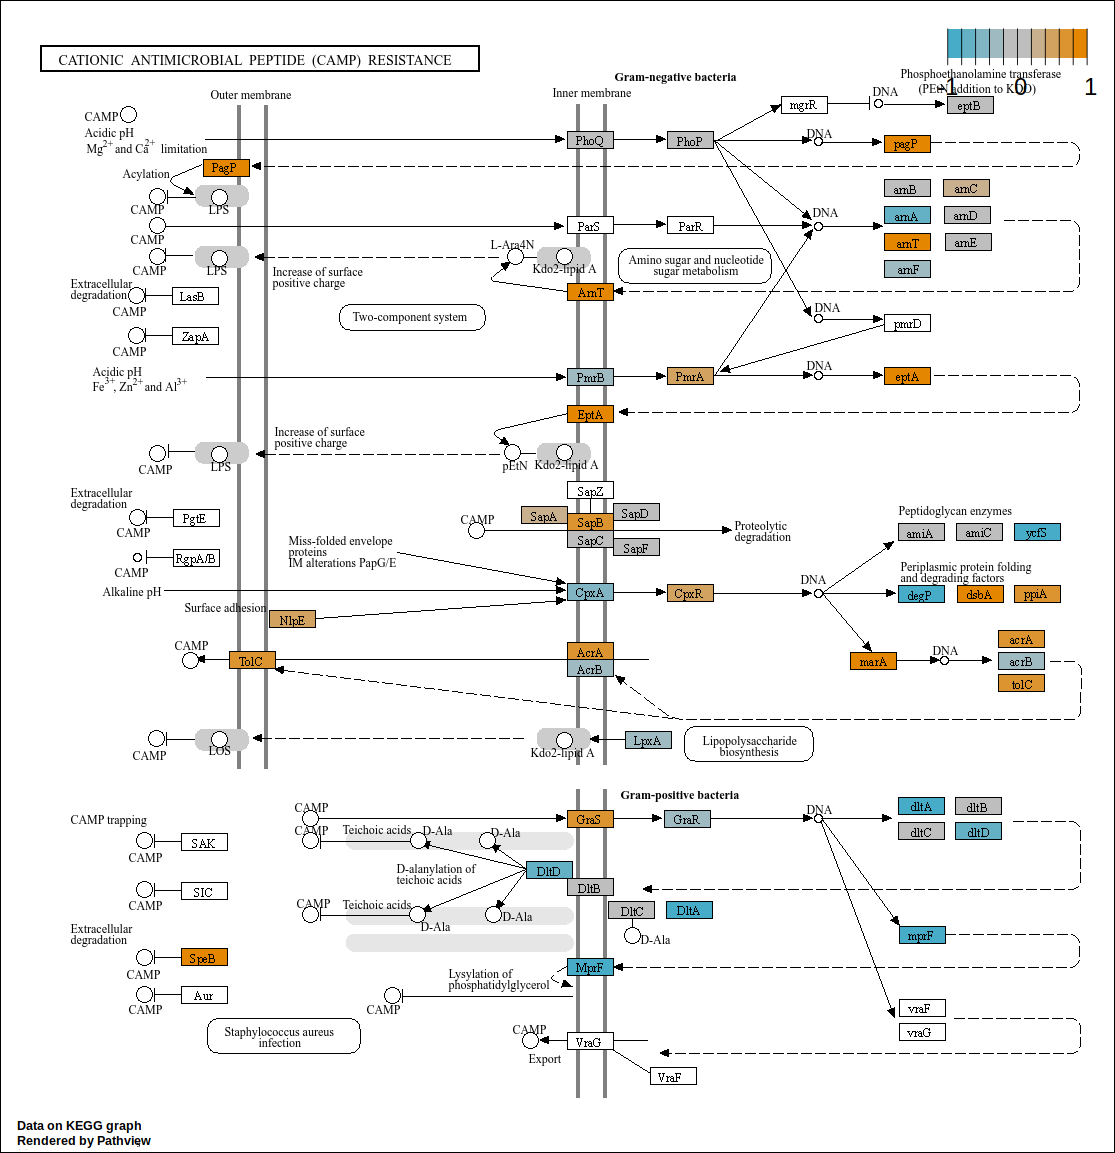 CATIONIC ANTIMICROBIAL PEPTIDE (CAMP) RESISTANCE
-1 0 1
Gram-negative bacteria
Phosphoethanolamine transferase
(PEtN addition to KDO)
Outer membrane
Inner membrane
CAMP
mgrR
DNA
eptB
Acidic pH
Mg2+ and Ca2+ limitation
PhoQ
PhoP
DNA
pagP
PagP
Acylation
CAMP
LPS
arnB
arnC
CAMP
ParS
ParR
DNA
arnA
arnD
arnT
arnE
arnF
L-Ara4N
CAMP
LPS
Increase of surface
positive charge
Kdo2-lipid A
Amino sugar and nucleotide
sugar metabolism
ArnT
Extracellular
degradation
LasB
CAMP
Two-component system
DNA
pmrD
ZapA
CAMP
Acidic pH
Fe3+, Zn2+ and Al3+
PmrB
PmrA
DNA
eptA
EptA
Increase of surface
positive charge
CAMP
LPS
pEtN
Kdo2-lipid A
Extracellular
degradation
PgtE
CAMP
SapZ
SapA
SapD
SapB
SapC
SapF
CAMP
Proteolytic
degradation
Peptidoglycan enzymes
amiA
amiC
ycfS
RgpA/B
CAMP
Miss-folded envelope
proteins
IM alterations PapG/E
Periplasmic protein folding
and degrading factors
Alkaline pH
CpxA
CpxR
DNA
degP
dsbA
ppiA
Surface adhesion
NlpE
CAMP
TolC
AcrA
AcrB
marA
DNA
acrA
acrB
tolC
CAMP
LOS
Kdo2-lipid A
LpxA
Lipopolysaccharide
biosynthesis
Gram-positive bacteria
CAMP
GraS
GraR
DNA
dltA
dltB
dltC
dltD
CAMP trapping
SAK
CAMP
CAMP
Teichoic acids
D-Ala
D-Ala
D-alanylation of
teichoic acids
DltD
DltB
SIC
CAMP
CAMP
Teichoic acids
D-Ala
D-Ala
DltC
DltA
D-Ala
Extracellular
degradation
SpeB
CAMP
mprF
MprF
Lysylation of
phosphatidylglycerol
Aur
CAMP
CAMP
vraF
vraG
Staphylococcus aureus
infection
CAMP
VraG
Export
VraF
Data on KEGG graph
Rendered by Pathview